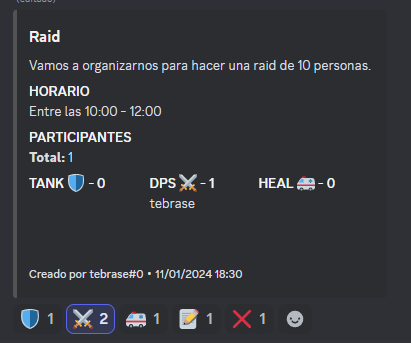 Raid
Vamos a organizarnos para hacer una raid de 10 personas.
HORARIO
Entre las 10:00 - 12:00
PARTICIPANTES
Total: 1
TANK 🛡️ - 0 DPS ⚔️ - 1 HEAL 🚑 - 0
tebrase
Creado por tebrase#0 • 11/01/2024 18:30
🛡️ 1 ⚔️ 2 🚑 1 📝 1 ❌ 1